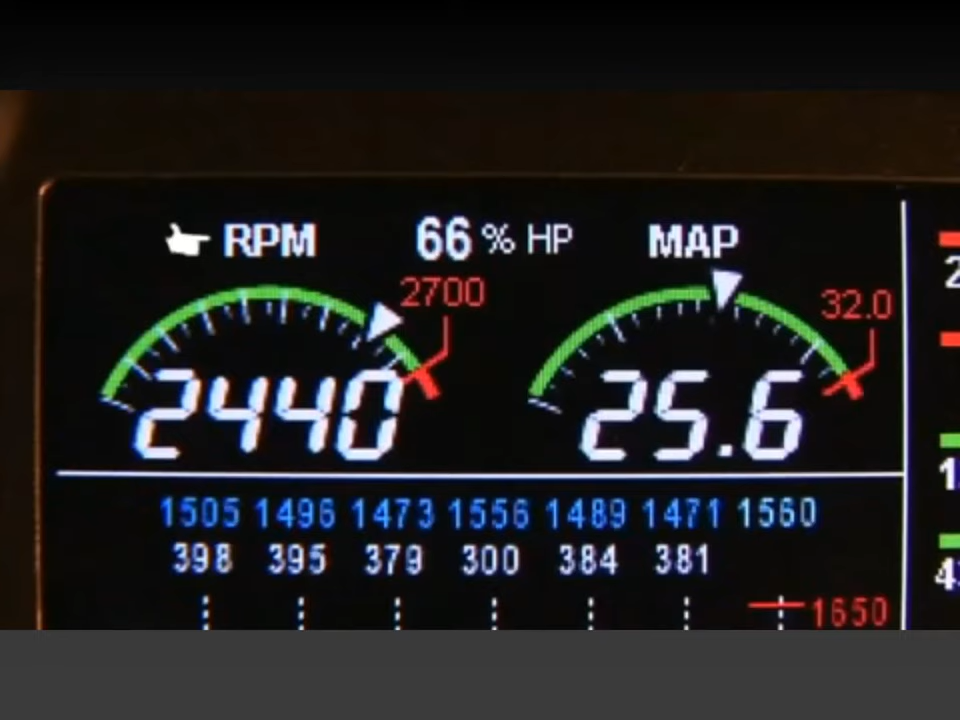 RPM 66 % HP MAP
2700 32.0
2440 25.6
1505 1496 1473 1556 1489 1471 1560
398 395 379 300 384 381
1650